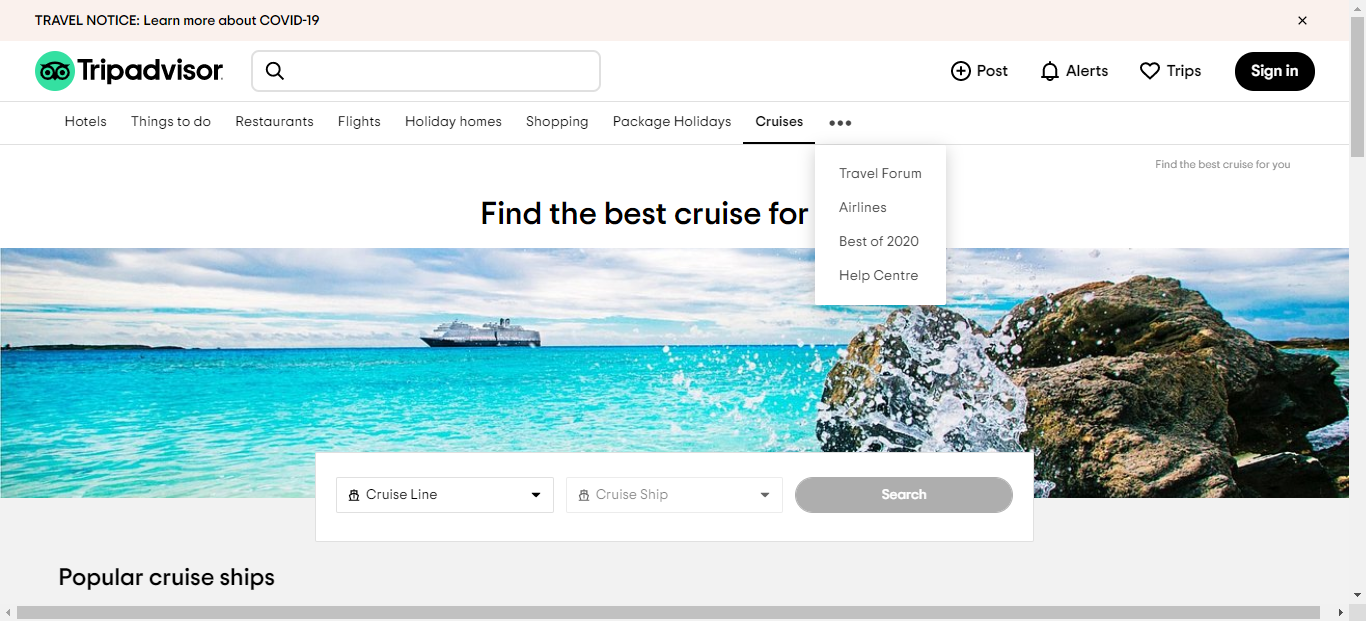 TRAVEL NOTICE: Learn more about COVID-19
Tripadvisor
Post
Alerts
Trips
Sign in
Hotels
Things to do
Restaurants
Flights
Holiday homes
Shopping
Package Holidays
Cruises
Travel Forum
Airlines
Best of 2020
Help Centre
Find the best cruise for you
Find the best cruise for
Cruise Line
Cruise Ship
Search
Popular cruise ships